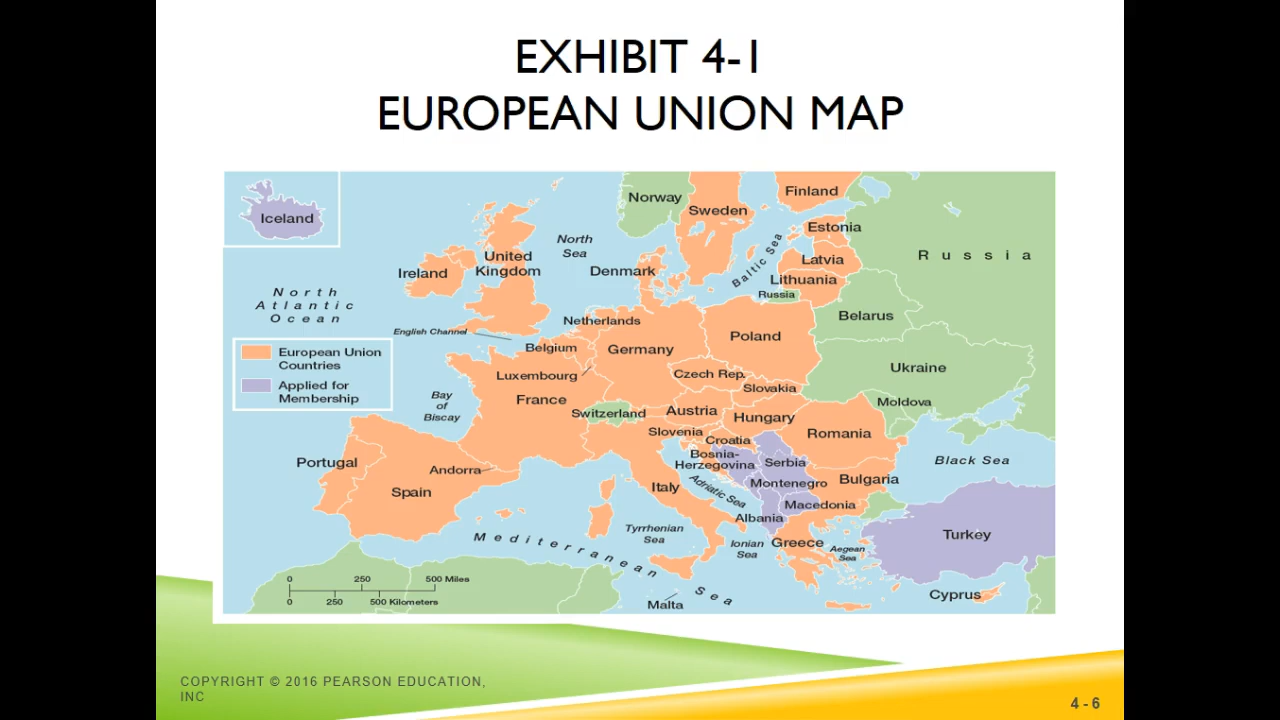 EXHIBIT 4-1
EUROPEAN UNION MAP
Iceland
Norway
Sweden
Finland
Estonia
Latvia
Lithuania
Russia
R u s s i a
Baltic Sea
North
Sea
United
Kingdom
Ireland
Denmark
North
Atlantic
Ocean
English Channel
Netherlands
Belgium
Germany
Poland
Belarus
Ukraine
European Union
Countries
Applied for
Membership
Luxembourg
Czech Rep.
Slovakia
Bay
of
Biscay
France
Switzerland
Austria
Hungary
Moldova
Slovenia
Croatia
Romania
Bosnia-
Herzegovina
Serbia
Black Sea
Portugal
Andorra
Spain
Italy
Adriatic Sea
Montenegro
Bulgaria
Macedonia
Albania
Tyrrhenian
Sea
Ionian
Sea
Greece
Aegean
Sea
Turkey
Mediterranean Sea
Malta
Cyprus
0 250 500 Miles
0 250 500 Kilometers
COPYRIGHT © 2016 PEARSON EDUCATION,
INC
4 - 6